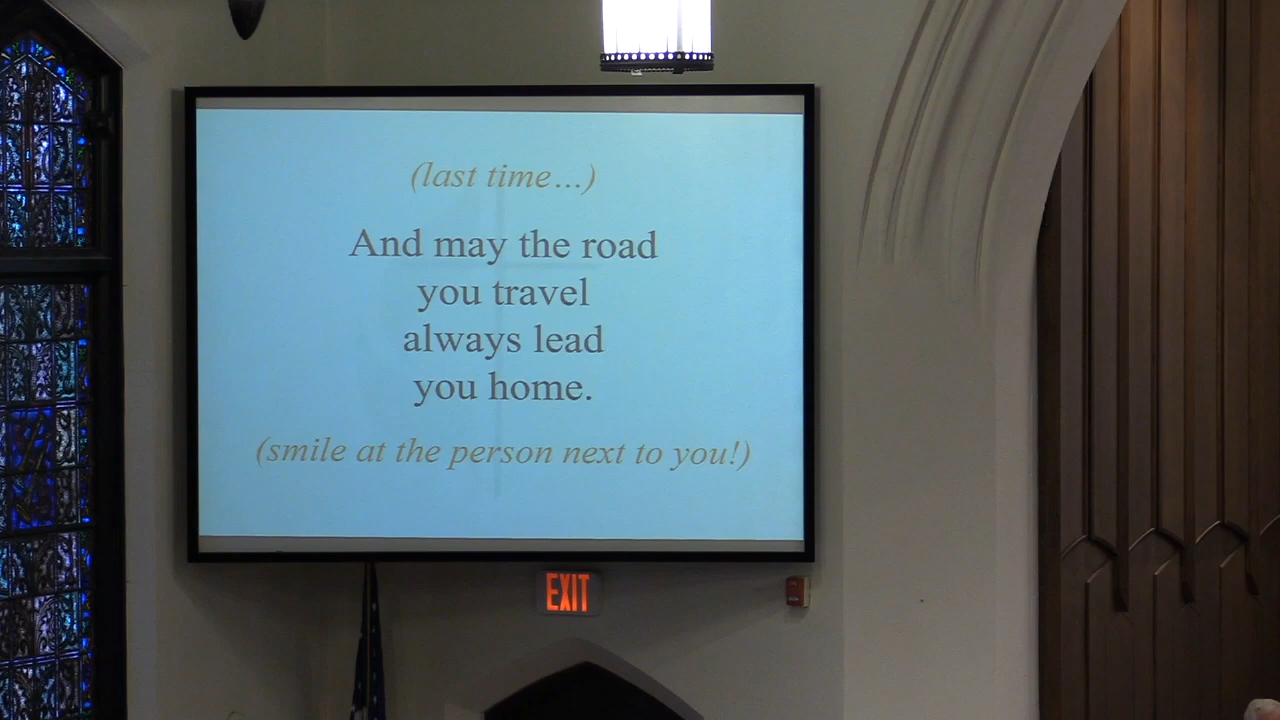 (last time...)
And may the road
you travel
always lead
you home.
(smile at the person next to you!)
EXIT